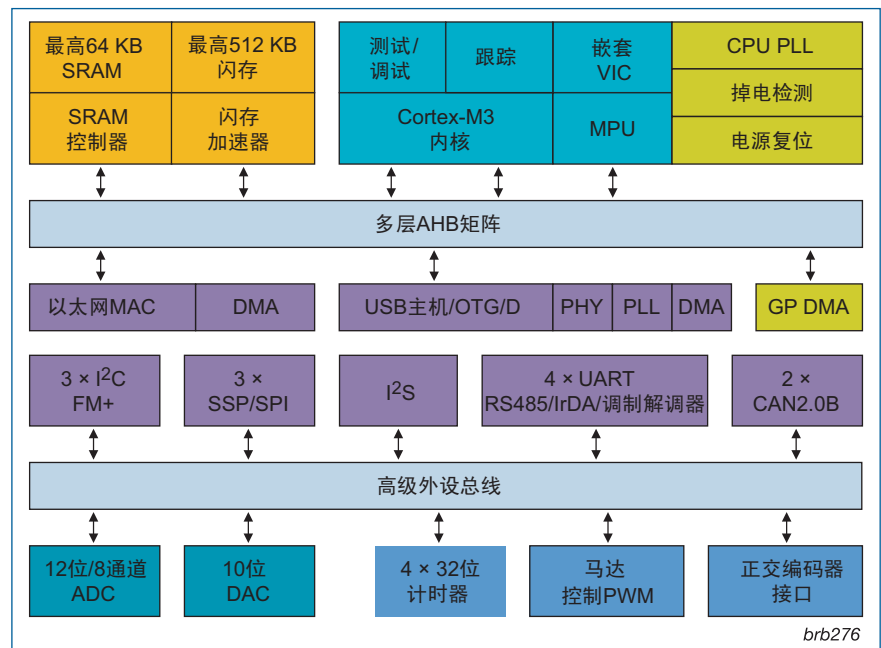 最高64 KB
SRAM
最高512 KB
闪存
SRAM
控制器
闪存
加速器
测试/
调试
跟踪
嵌套
VIC
Cortex-M3
内核
MPU
CPU PLL
掉电检测
电源复位
多层AHB矩阵
以太网MAC
DMA
USB主机/OTG/D
PHY
PLL
DMA
GP DMA
3 × I²C
FM+
3 ×
SSP/SPI
I²S
4 × UART
RS485/IrDA/调制解调器
2 ×
CAN2.0B
高级外设总线
12位/8通道
ADC
10位
DAC
4 × 32位
计时器
马达
控制PWM
正交编码器
接口
brb276